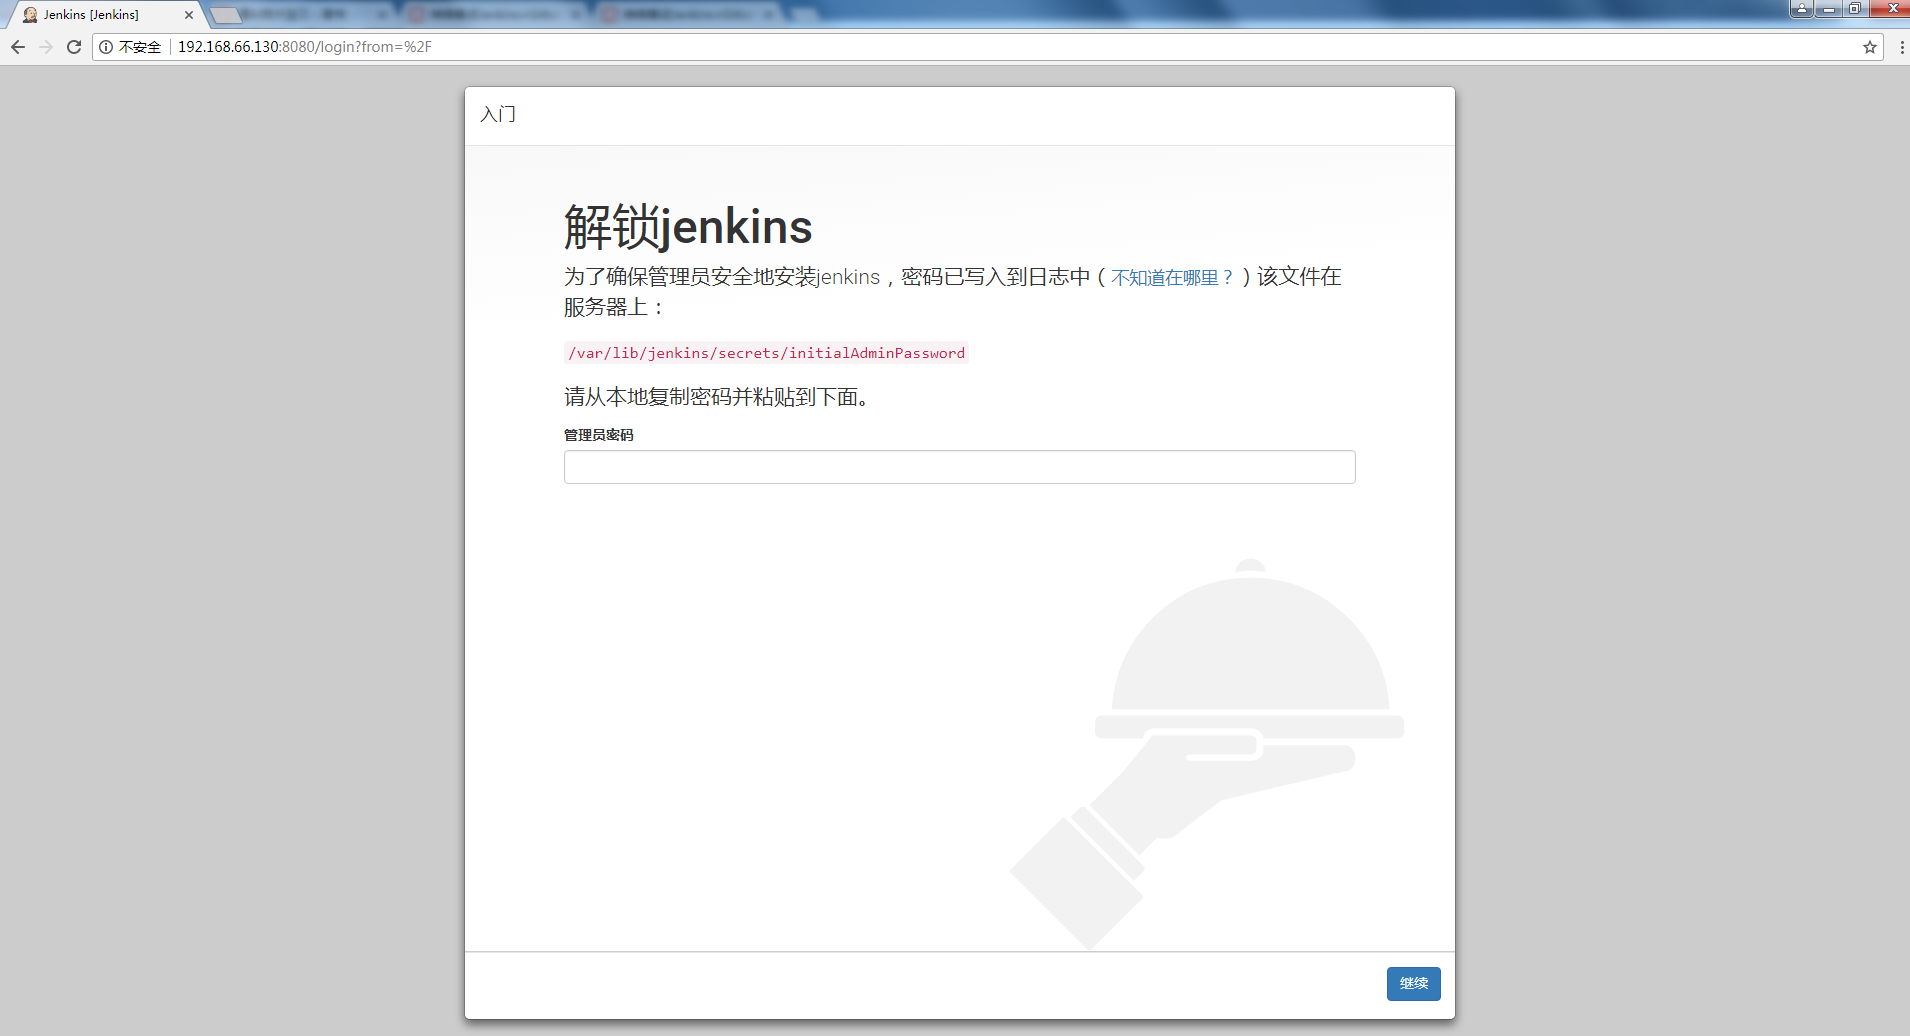 Jenkins [Jenkins]
不安全 192.168.66.130:8080/login?from=%2F
入门
解锁jenkins
为了确保管理员安全地安装jenkins，密码已写入到日志中（不知道在哪里？）该文件在
服务器上：
/var/lib/jenkins/secrets/initialAdminPassword
请从本地复制密码并粘贴到下面。
管理员密码
继续